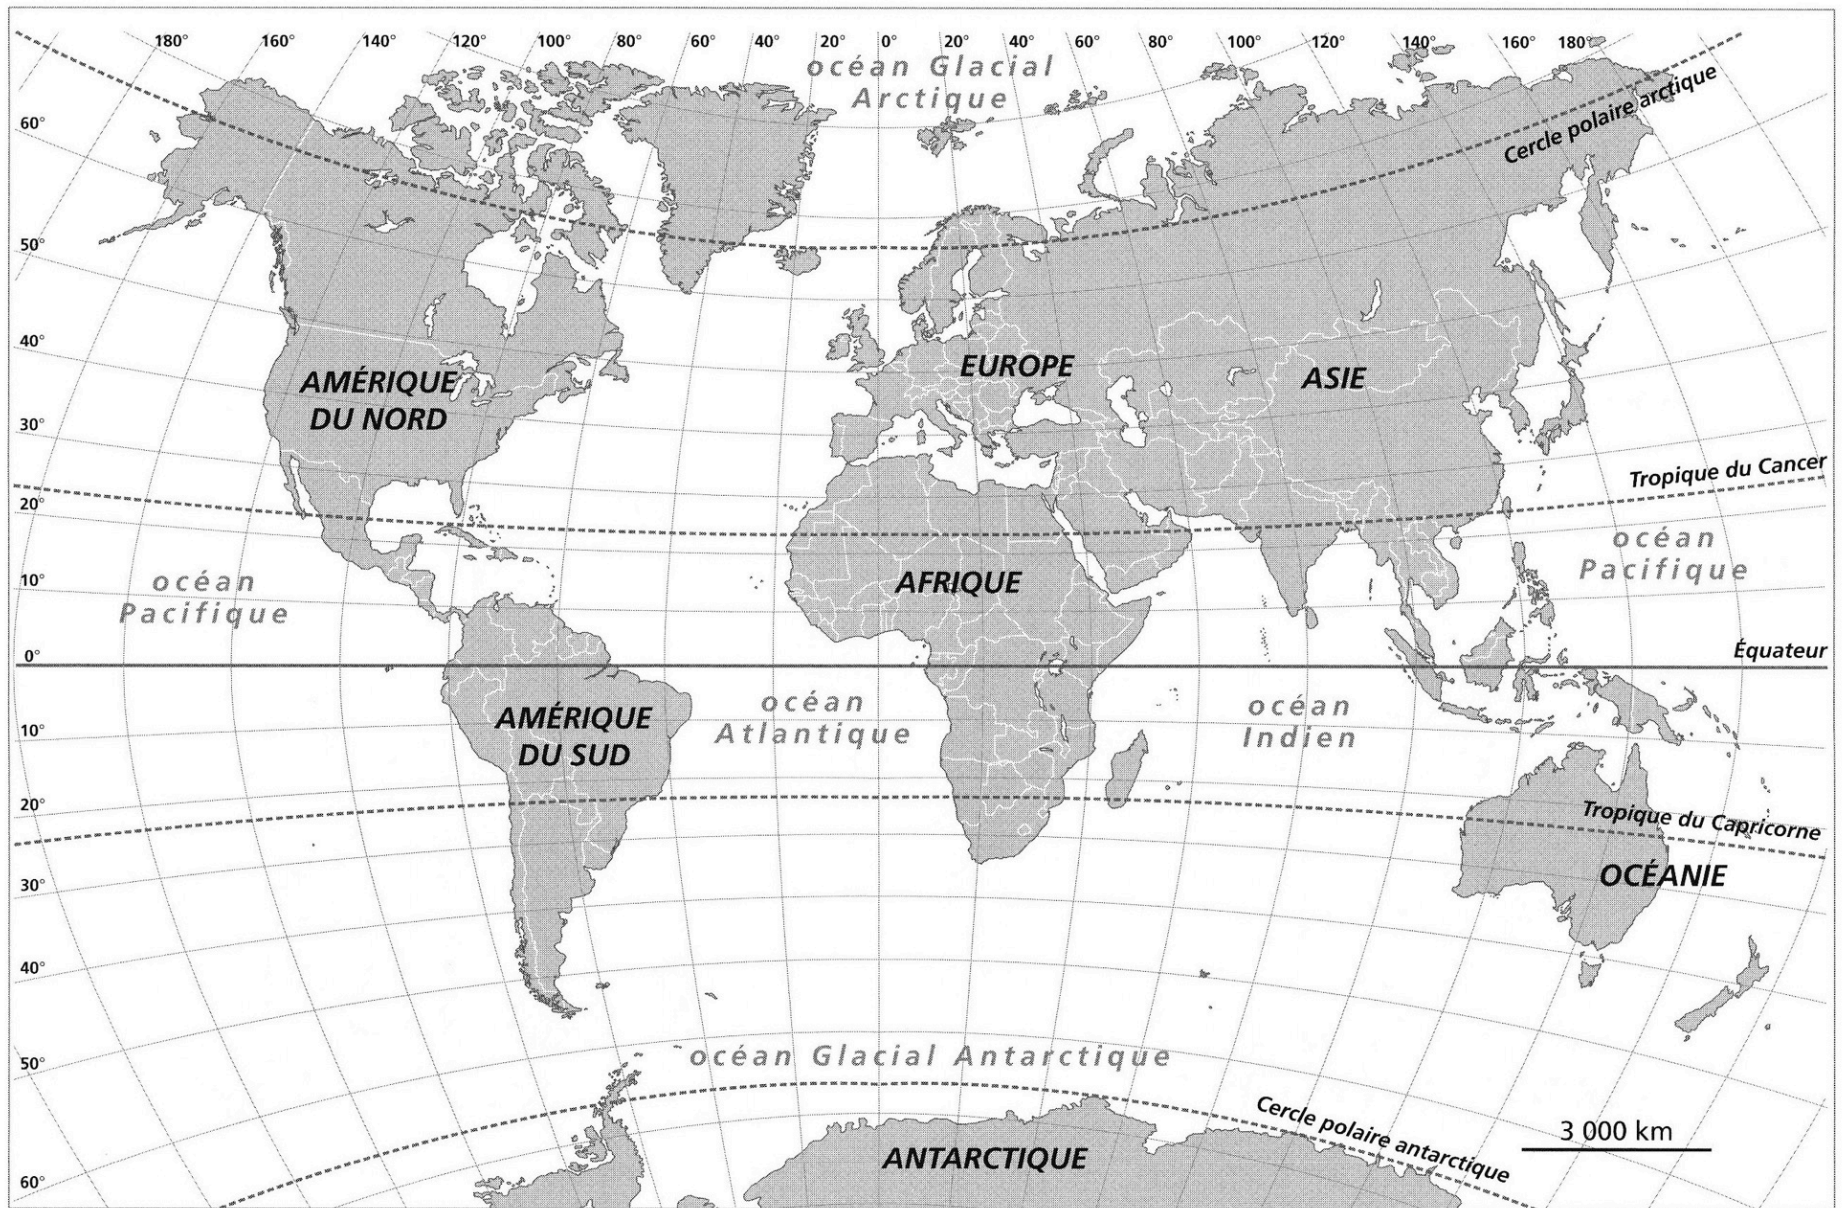 180° 160° 140° 120° 100° 80° 60° 40° 20° 0° 20° 40° 60° 80° 100° 120° 140° 160° 180°
océan Glacial
Arctique
Cercle polaire arctique
60°
50°
40°
30°
20°
10°
0°
10°
20°
30°
40°
50°
60°
AMÉRIQUE
DU NORD
EUROPE
ASIE
Tropique du Cancer
océan
Pacifique
AFRIQUE
océan
Pacifique
Équateur
AMÉRIQUE
DU SUD
océan
Atlantique
océan
Indien
Tropique du Capricorne
OCÉANIE
océan Glacial Antarctique
Cercle polaire antarctique
3 000 km
ANTARCTIQUE